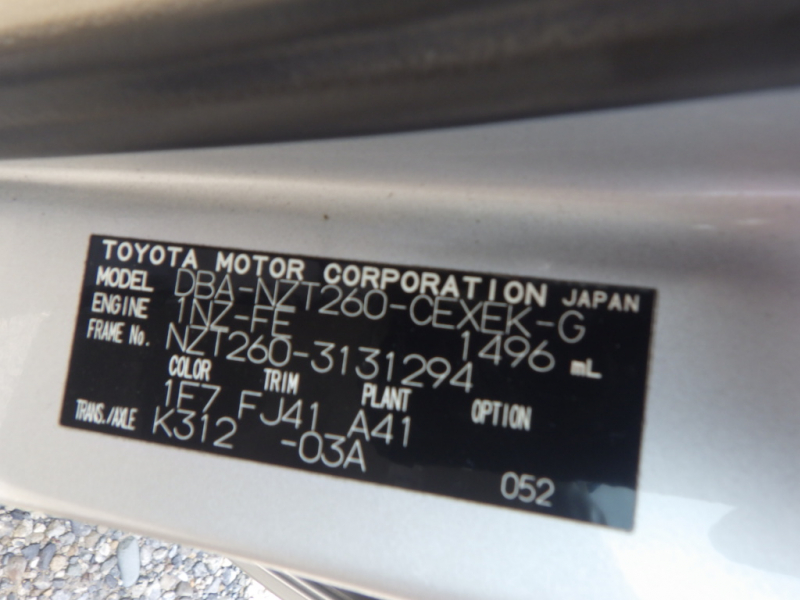 TOYOTA MOTOR CORPORATION JAPAN
MODEL DBA-NZT260-CEXEK-G
ENGINE 1NZ-FE 1496 mL
FRAME No. NZT260-3131294
COLOR TRIM PLANT OPTION
1E7 FJ41 A41
TRANS./AXLE K312 -03A
052